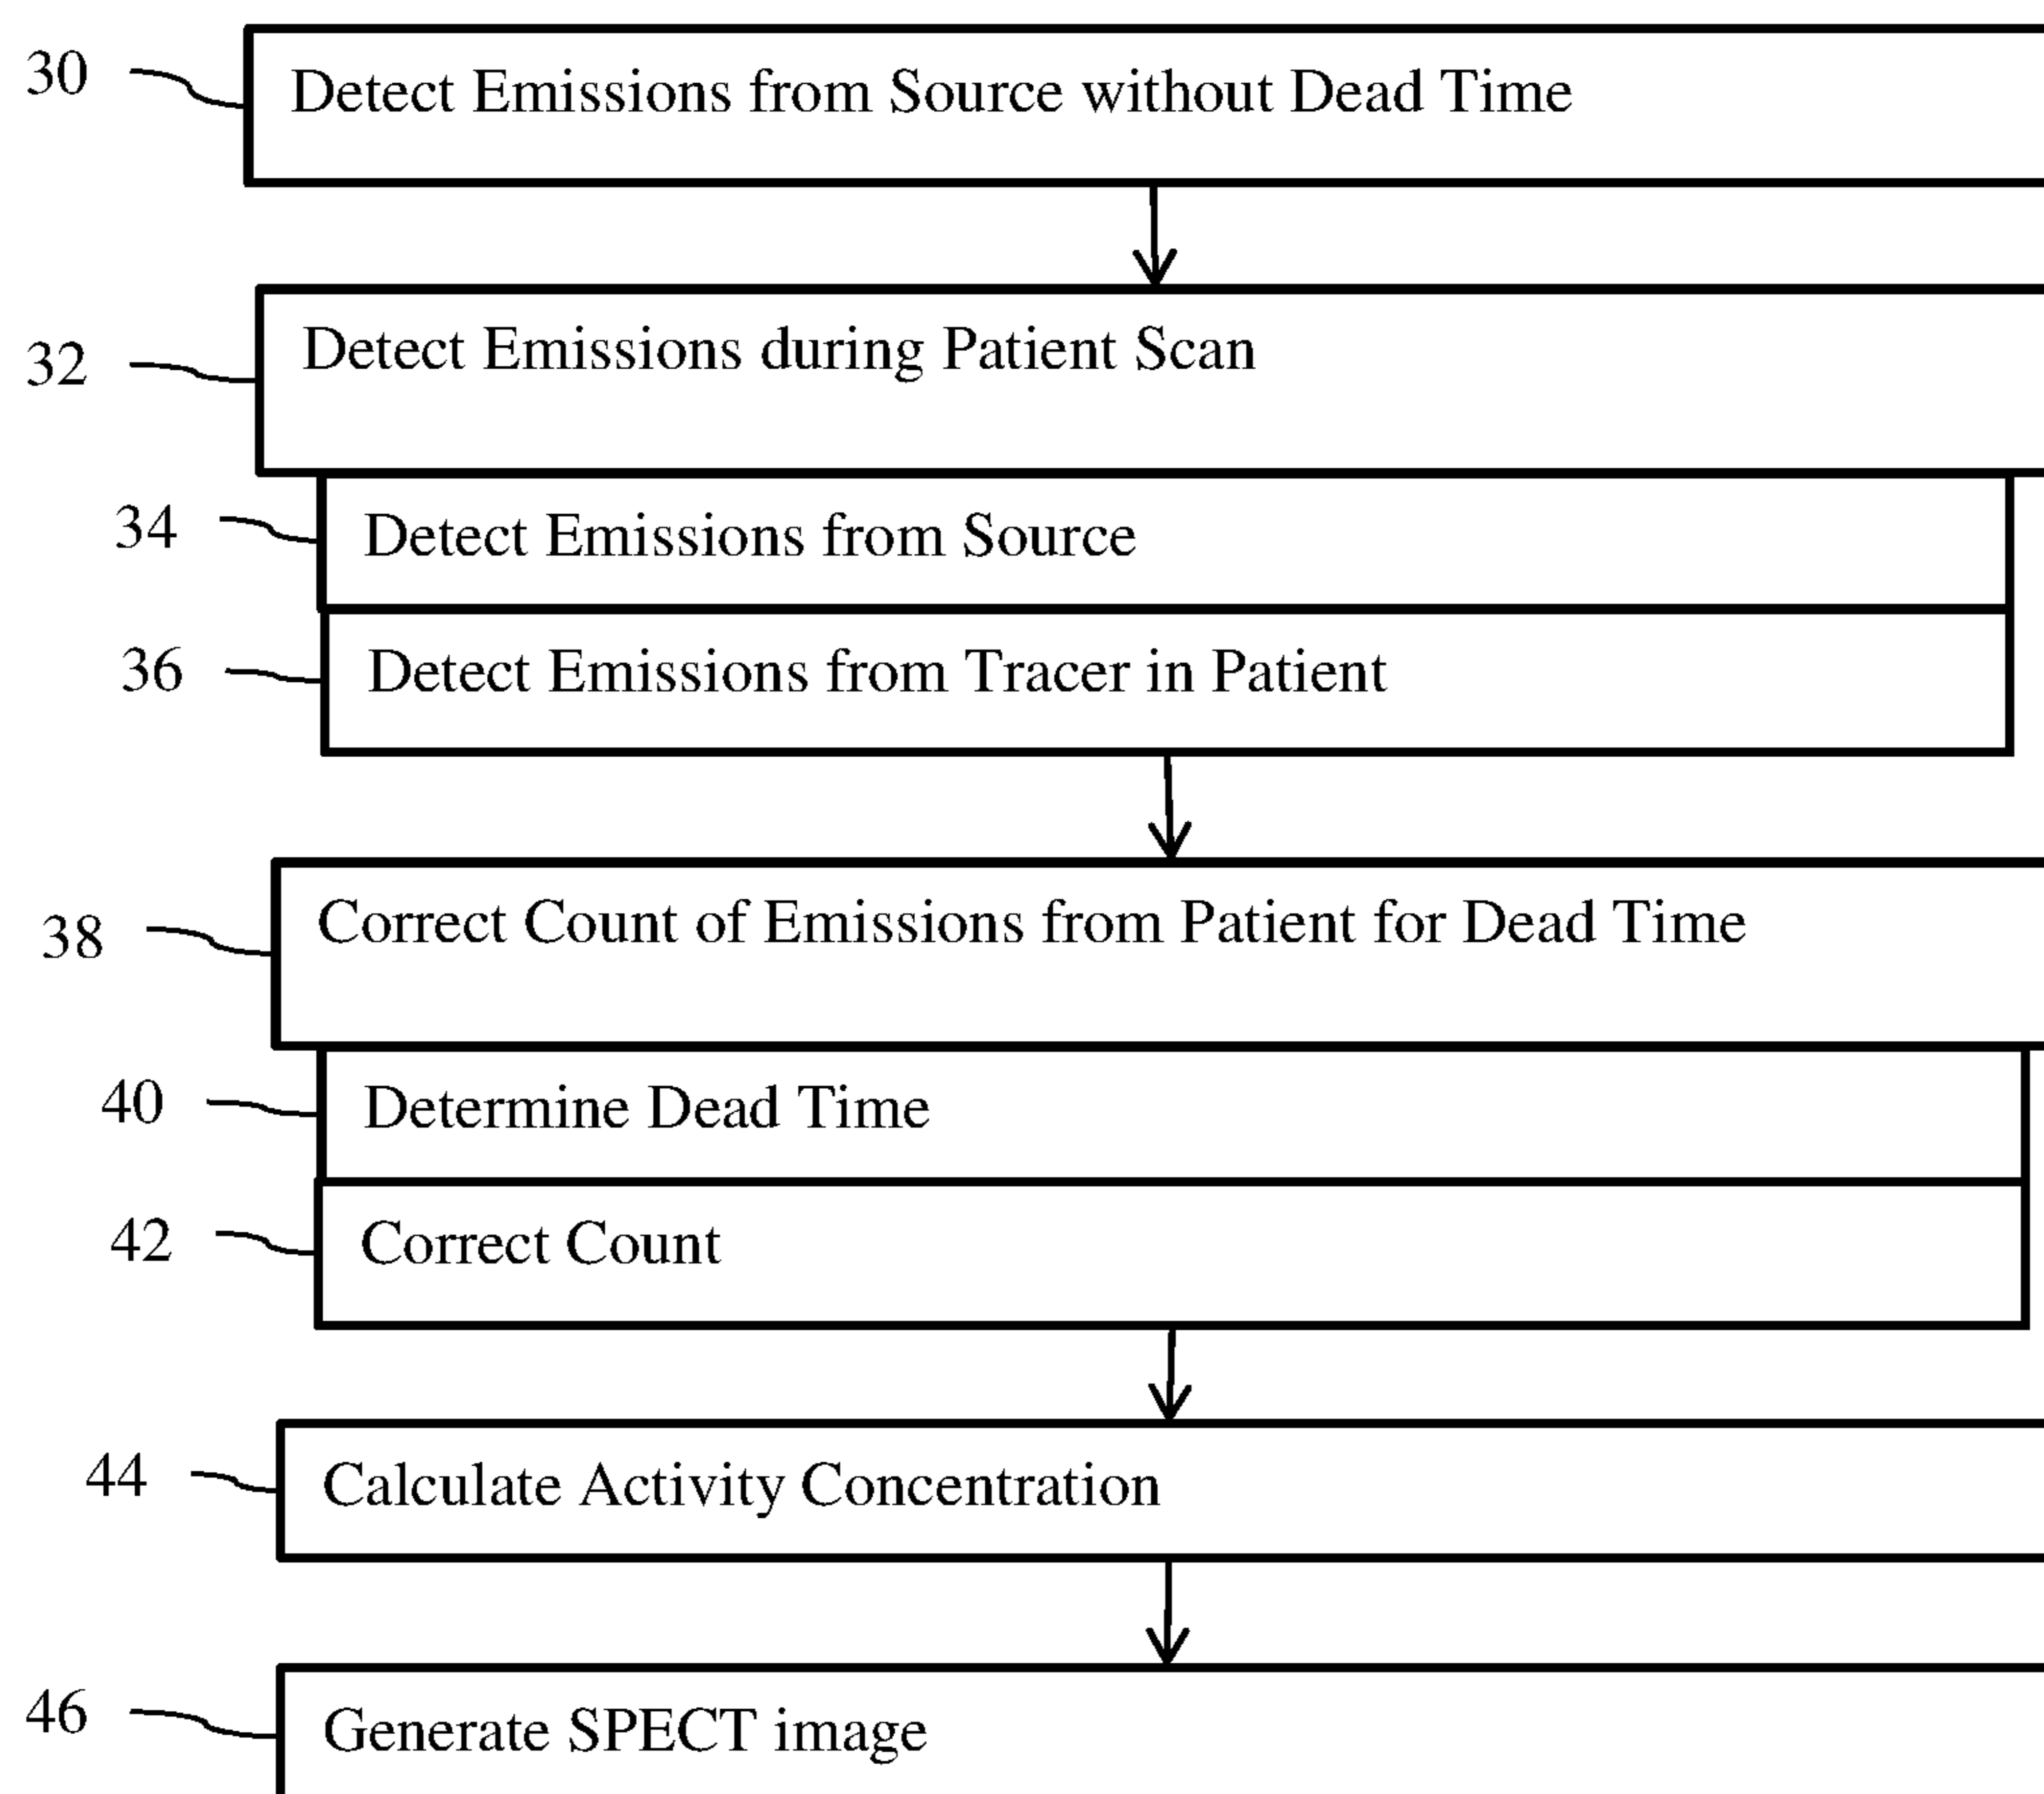 30 Detect Emissions from Source without Dead Time
32 Detect Emissions during Patient Scan
34 Detect Emissions from Source
36 Detect Emissions from Tracer in Patient
38 Correct Count of Emissions from Patient for Dead Time
40 Determine Dead Time
42 Correct Count
44 Calculate Activity Concentration
46 Generate SPECT image